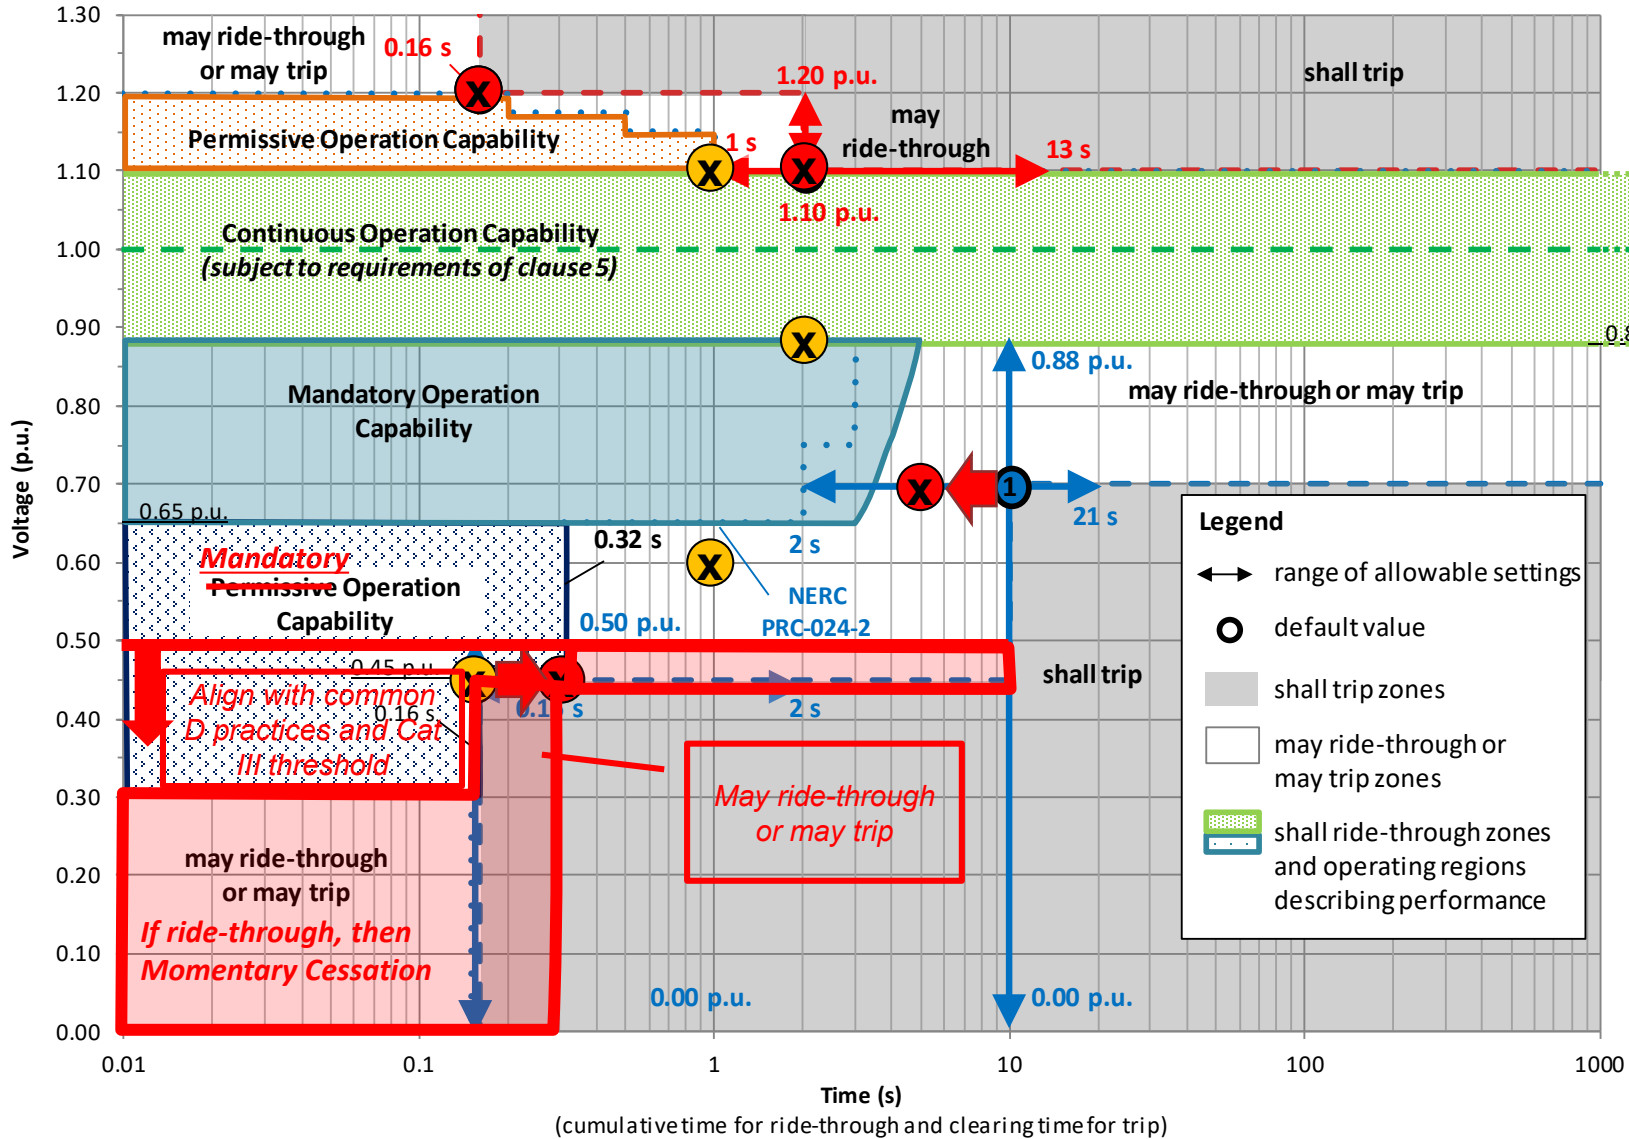 1.30
1.20
1.10
1.00
0.90
0.80
0.70
0.60
0.50
0.40
0.30
0.20
0.10
0.00
Voltage (p.u.)
may ride-through
or may trip
0.16 s
x
Permissive Operation Capability
1.20 p.u.
shall trip
may
ride-through
1 s
13 s
x
x
1.10 p.u.
Continuous Operation Capability
(subject to requirements of clause 5)
x
0.8
0.88 p.u.
Mandatory Operation
Capability
may ride-through or may trip
x
1
21 s
0.65 p.u.
0.32 s
2 s
Mandatory
Permissive Operation
Capability
x
NERC
PRC-024-2
0.50 p.u.
0.45 p.u.
x
x
shall trip
0.16 s
2 s
0.16 s
Align with common
D practices and Cat
III threshold
May ride-through
or may trip
may ride-through
or may trip
If ride-through, then
Momentary Cessation
0.00 p.u.
0.00 p.u.
Legend
range of allowable settings
default value
shall trip zones
may ride-through or
may trip zones
shall ride-through zones
and operating regions
describing performance
0.01
0.1
1
10
100
1000
Time (s)
(cumulative time for ride-through and clearing time for trip)